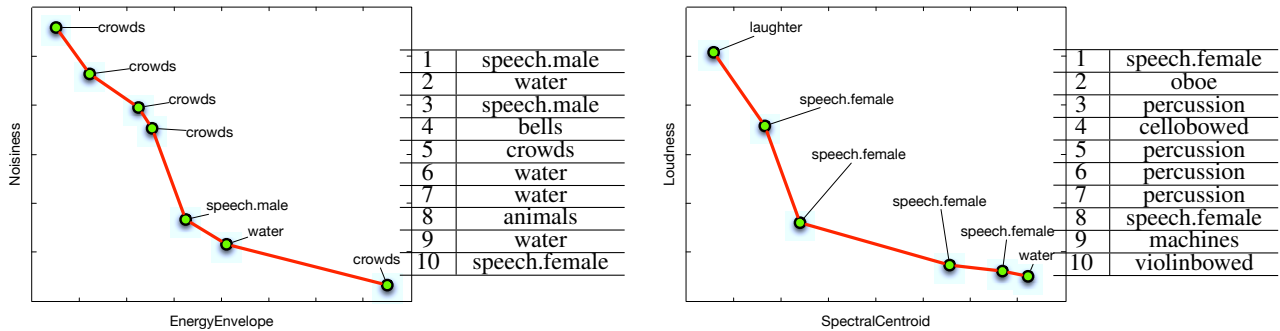 crowds
crowds
crowds
crowds
speech.male
water
crowds
Noisiness
EnergyEnvelope
1 speech.male
2 water
3 speech.male
4 bells
5 crowds
6 water
7 water
8 animals
9 water
10 speech.female
laughter
speech.female
speech.female
speech.female
speech.female
water
Loudness
SpectralCentroid
1 speech.female
2 oboe
3 percussion
4 cellobowed
5 percussion
6 percussion
7 percussion
8 speech.female
9 machines
10 violinbowed